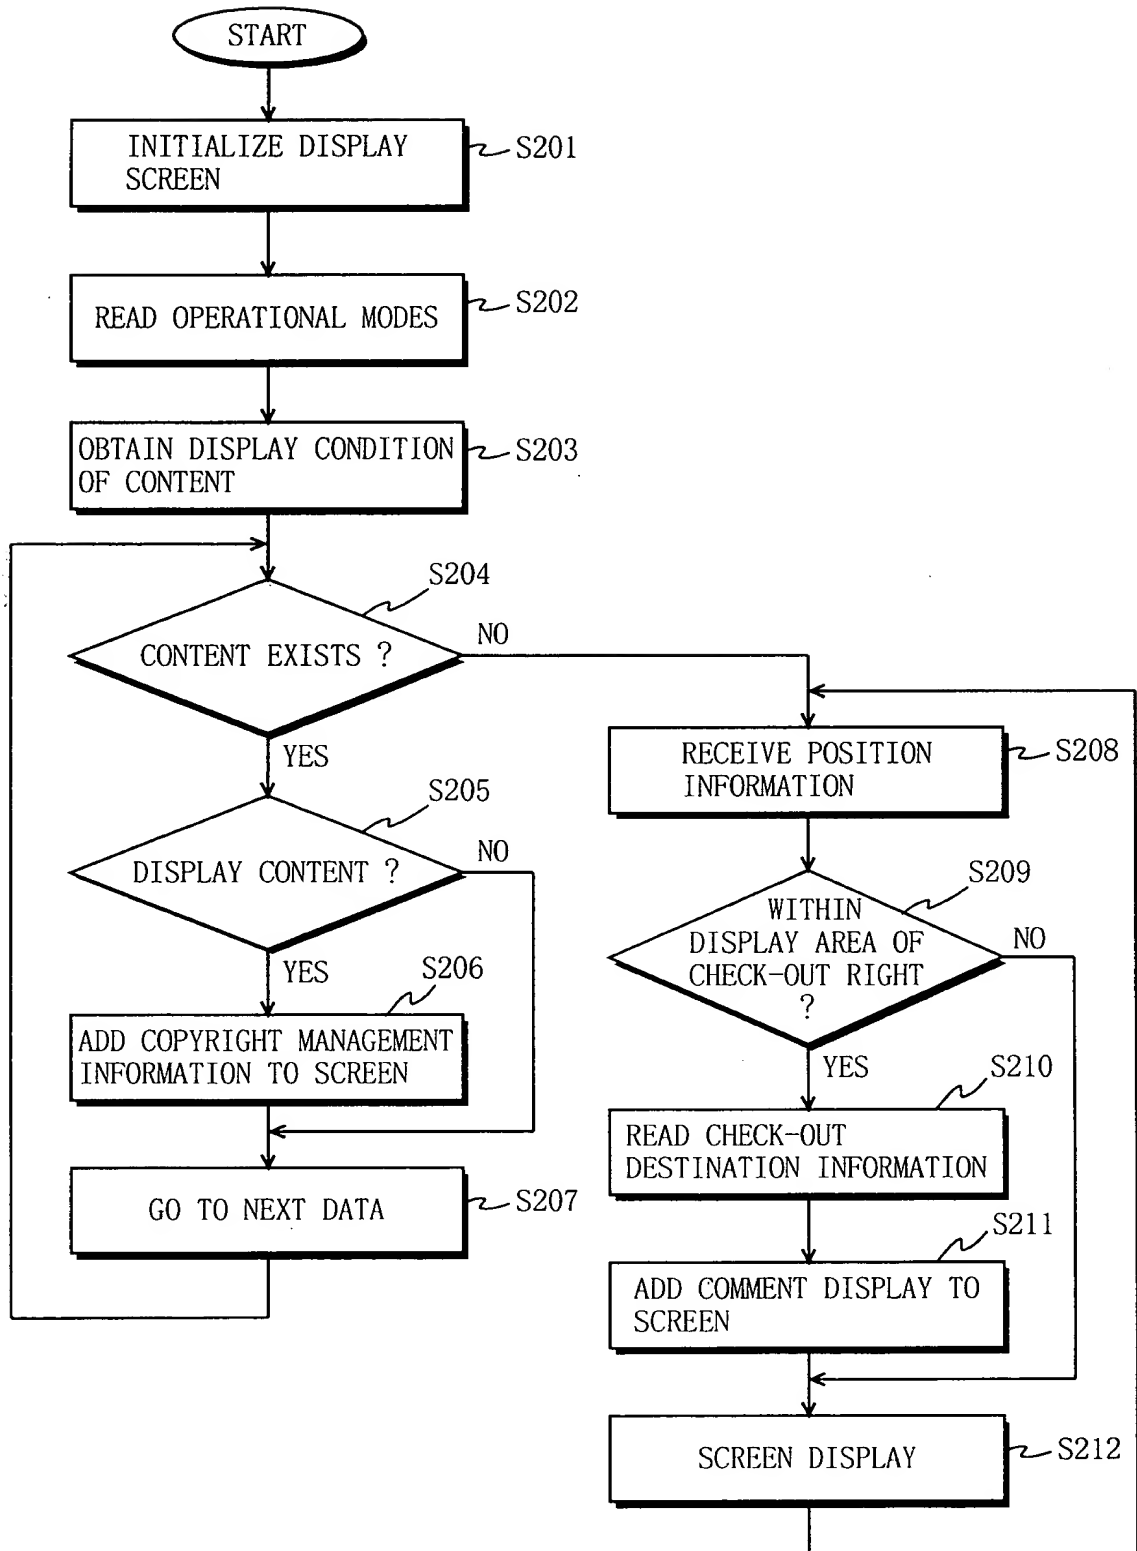 START
INITIALIZE DISPLAY
SCREEN
S201
READ OPERATIONAL MODES
S202
OBTAIN DISPLAY CONDITION
OF CONTENT
S203
S204
CONTENT EXISTS ?
NO
YES
S205
DISPLAY CONTENT ?
NO
YES
S206
ADD COPYRIGHT MANAGEMENT
INFORMATION TO SCREEN
GO TO NEXT DATA
S207
RECEIVE POSITION
INFORMATION
S208
S209
WITHIN
DISPLAY AREA OF
CHECK-OUT RIGHT
?
NO
YES
S210
READ CHECK-OUT
DESTINATION INFORMATION
S211
ADD COMMENT DISPLAY TO
SCREEN
SCREEN DISPLAY
S212